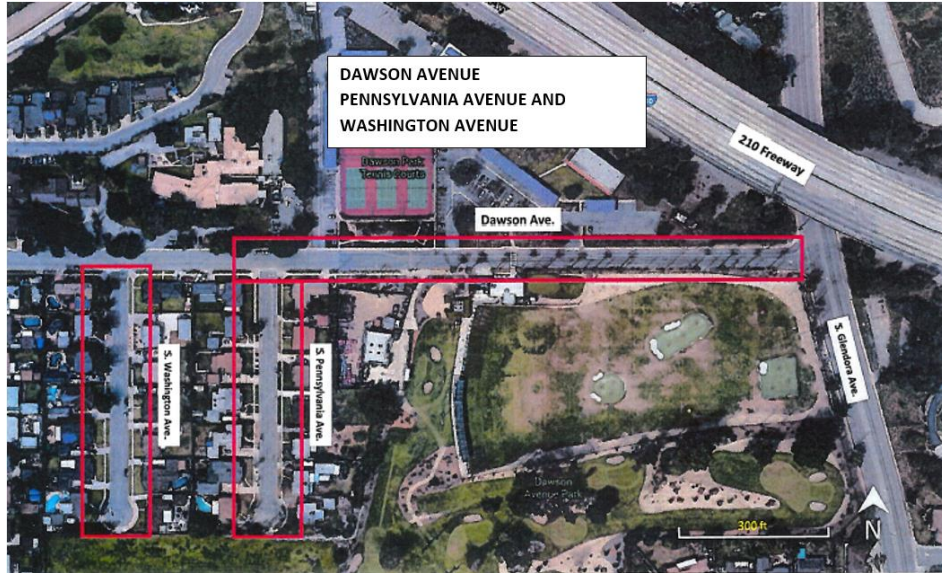 DAWSON AVENUE
PENNSYLVANIA AVENUE AND
WASHINGTON AVENUE
210 Freeway
Dawson Park
Tennis Courts
Dawson Ave.
S. Washington Ave.
S. Pennsylvania Ave.
S. Glendora Ave.
Dawson
Avenue Park
300 ft
N